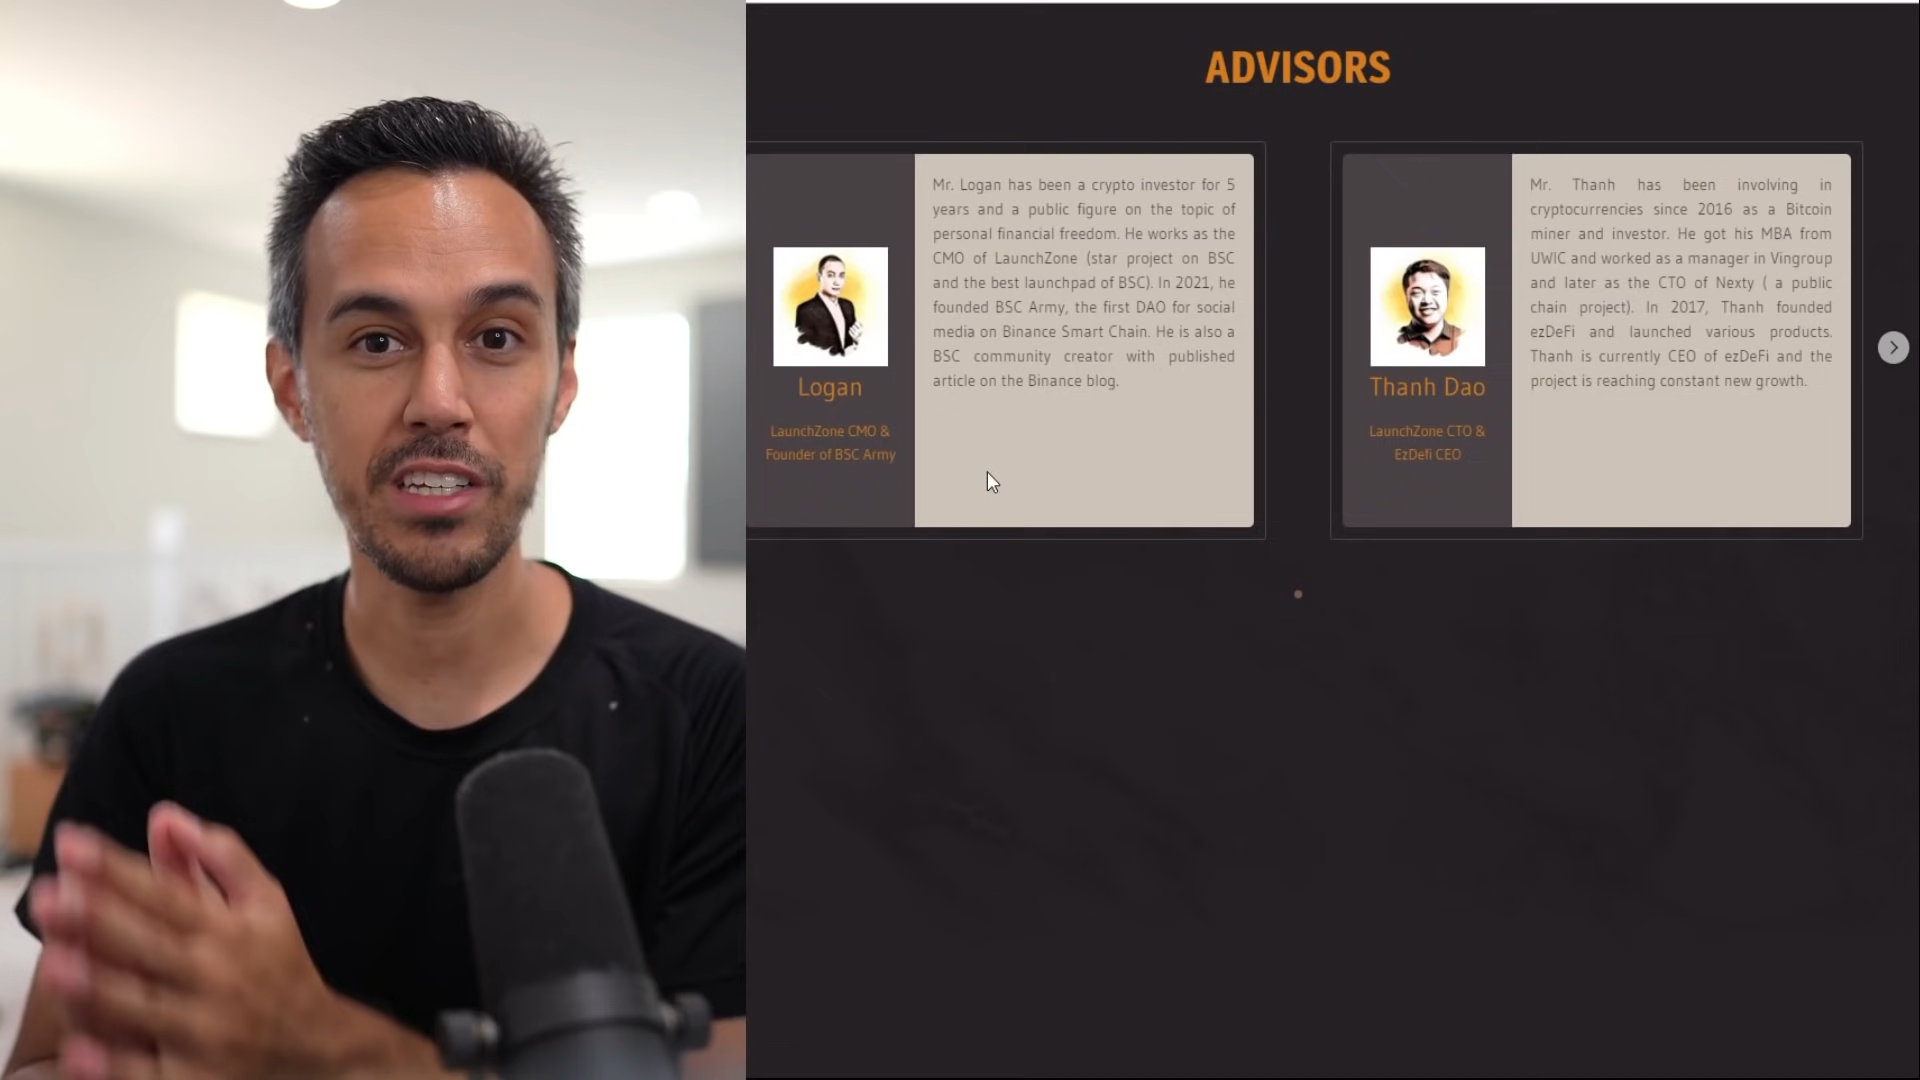 ADVISORS
Mr. Logan has been a crypto investor for 5
years and a public figure on the topic of
personal financial freedom. He works as the
CMO of LaunchZone (star project on BSC
and the best launchpad of BSC). In 2021, he
founded BSC Army, the first DAO for social
media on Binance Smart Chain. He is also a
BSC community creator with published
article on the Binance blog.
Logan
LaunchZone CMO &
Founder of BSC Army
Mr. Thanh has been involving in
cryptocurrencies since 2016 as a Bitcoin
miner and investor. He got his MBA from
UWIC and worked as a manager in Vingroup
and later as the CTO of Nexty ( a public
chain project). In 2017, Thanh founded
ezDeFi and launched various products.
Thanh is currently CEO of ezDeFi and the
project is reaching constant new growth.
Thanh Dao
LaunchZone CTO &
EzDefi CEO